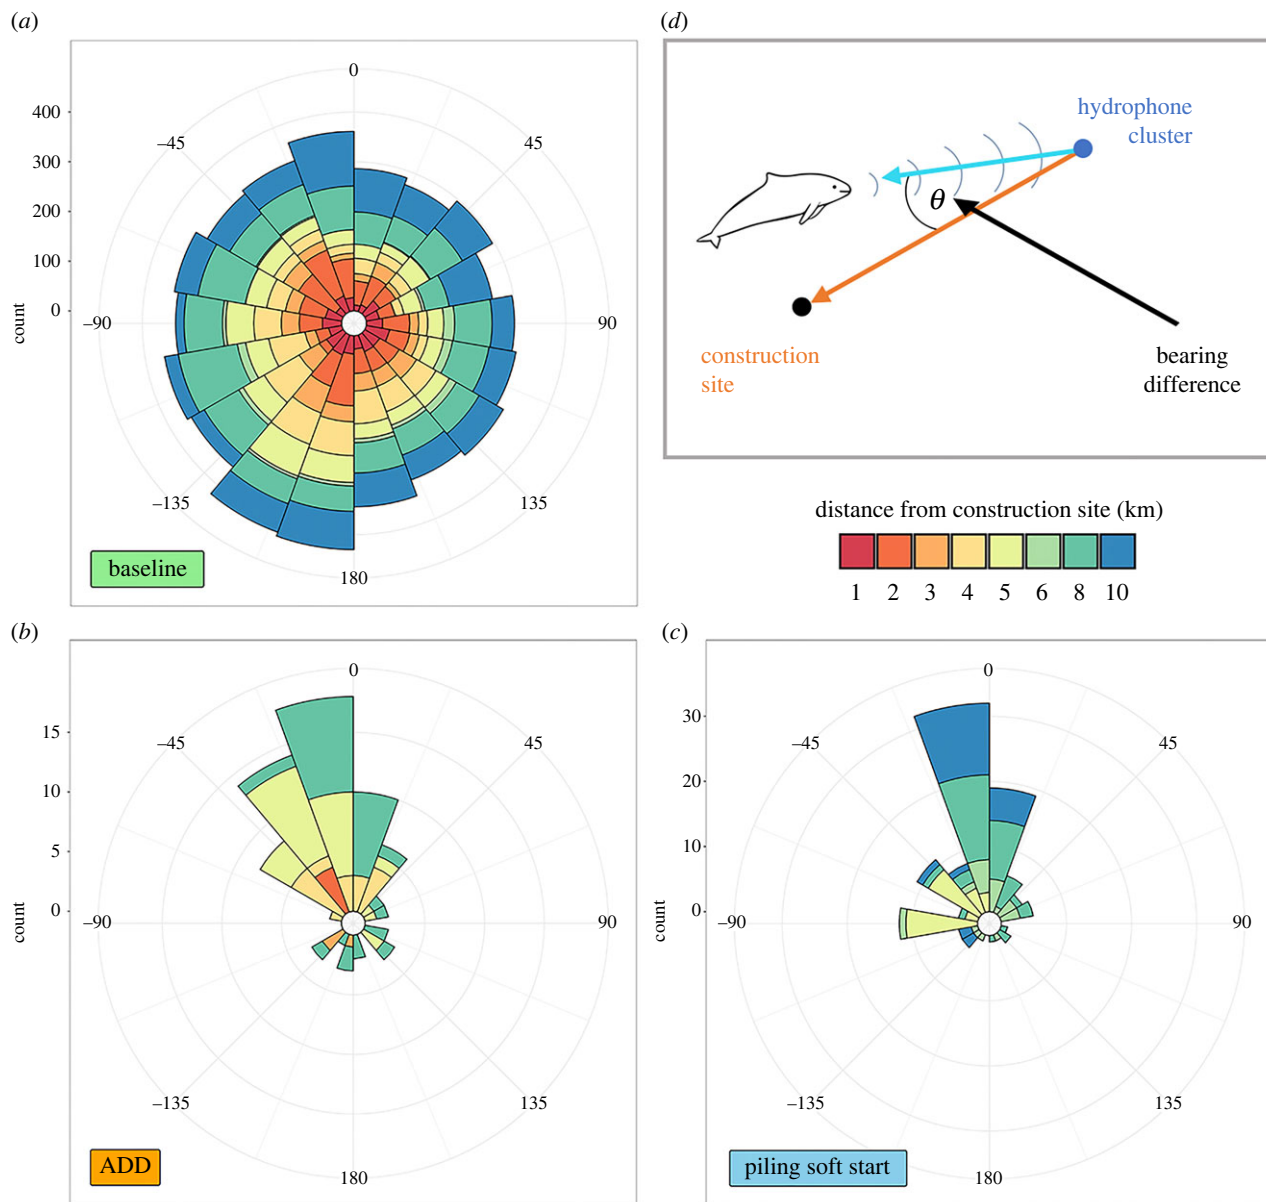 (a)
0
45
90
135
180
–135
–90
–45
400
300
200
100
0
count
baseline
(d)
hydrophone
cluster
θ
construction
site
bearing
difference
distance from construction site (km)
1 2 3 4 5 6 8 10
(b)
0
45
90
135
180
–135
–90
–45
15
10
5
0
count
ADD
(c)
0
45
90
135
180
–135
–90
–45
30
20
10
0
count
piling soft start